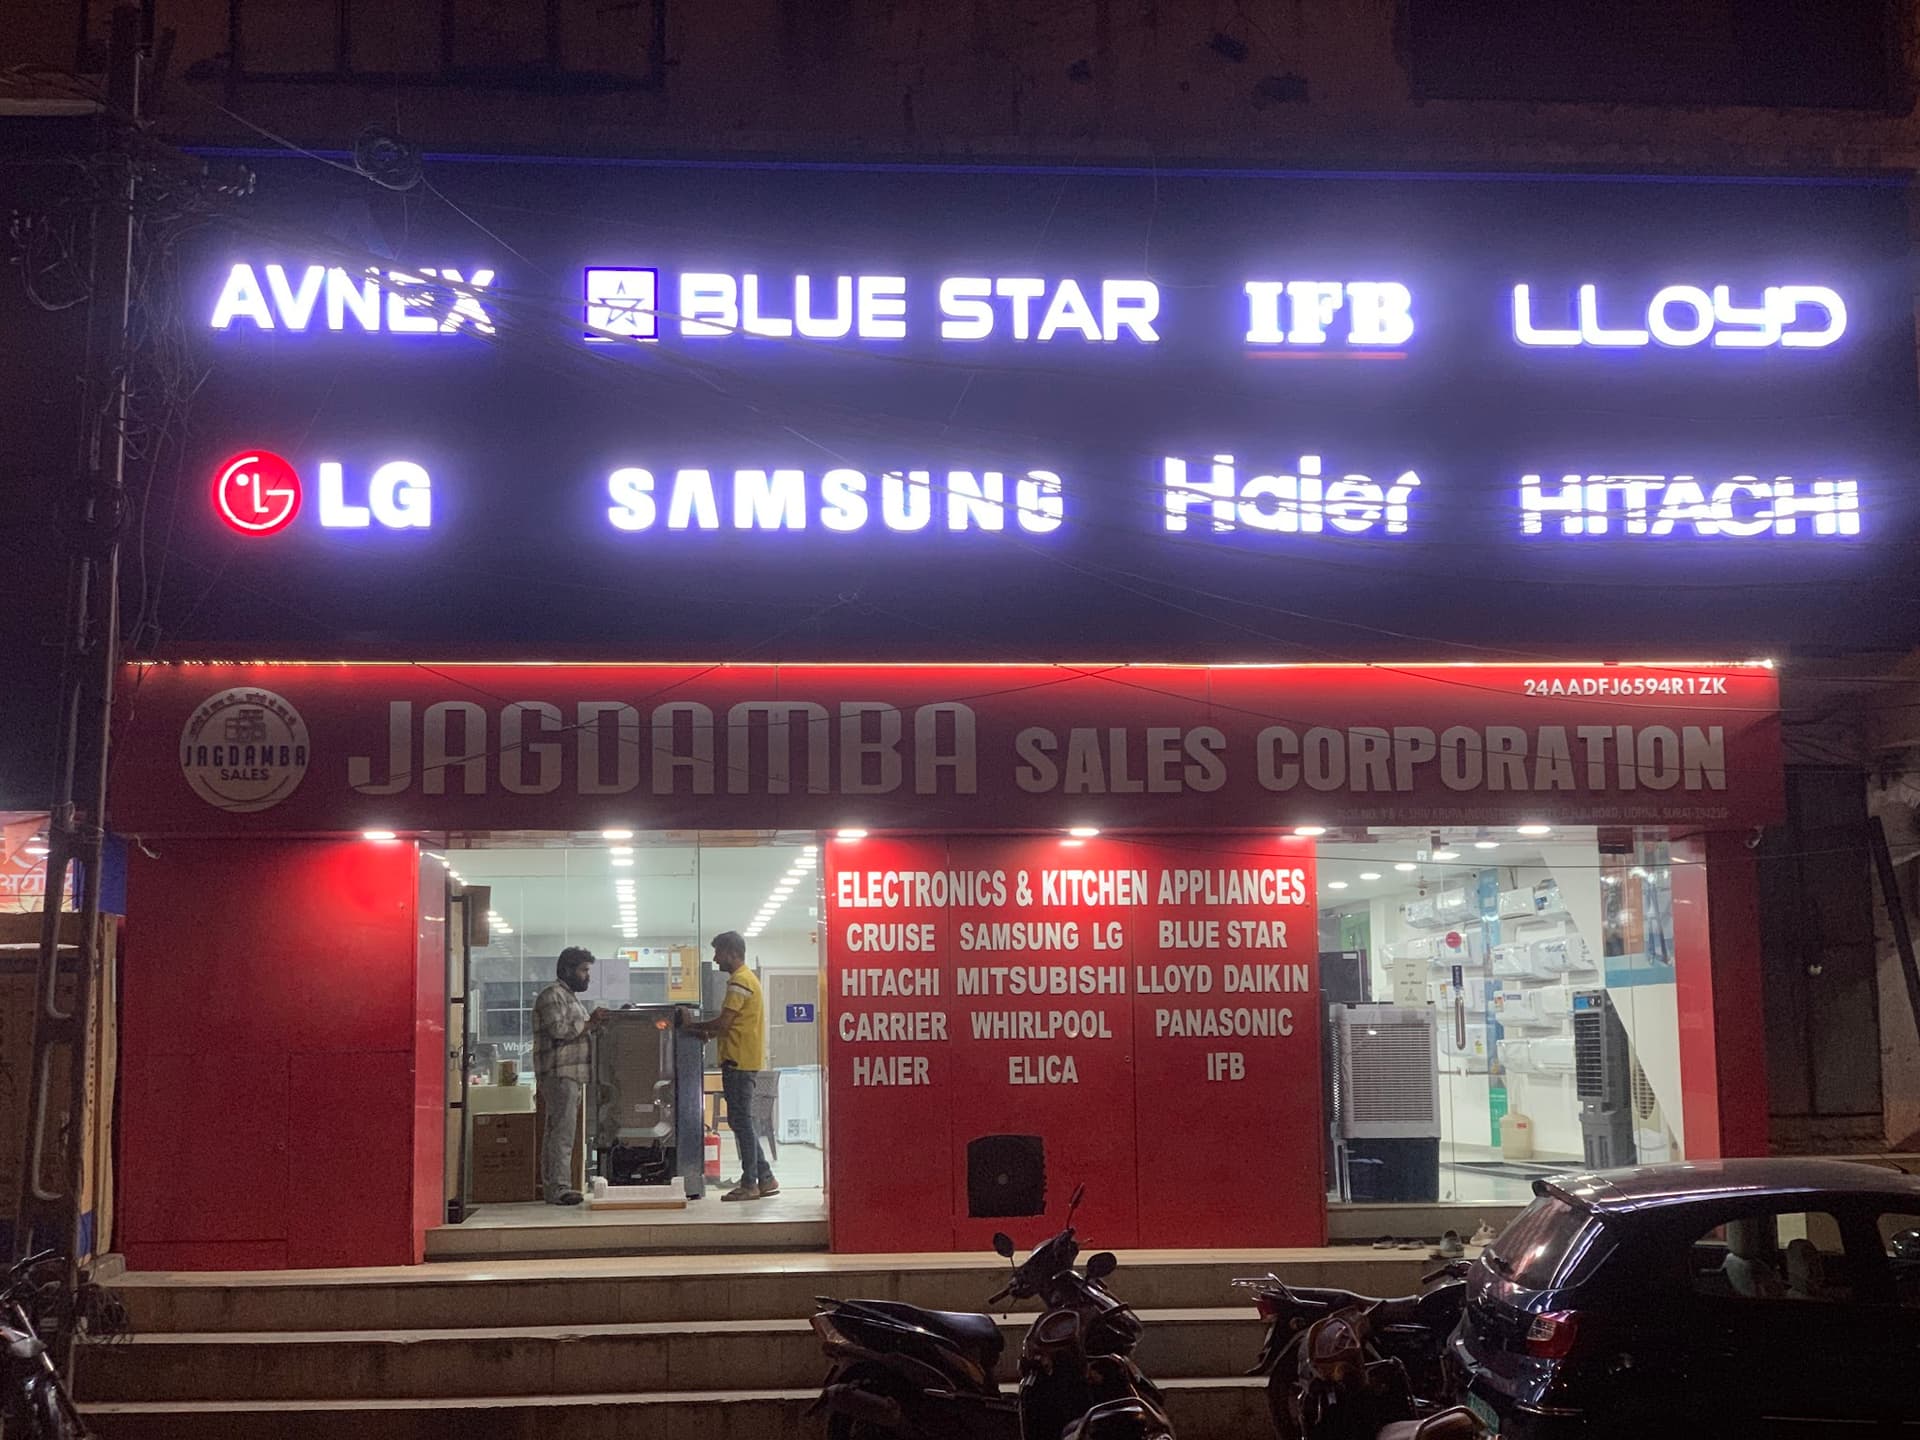 AVNEX BLUE STAR IFB LLOYD
LG SAMSUNG Haier HITACHI
24AADFJ6594R1ZK
JAGDAMBA SALES
JAGDAMBA SALES CORPORATION
ELECTRONICS & KITCHEN APPLIANCES
CRUISE SAMSUNG LG BLUE STAR
HITACHI MITSUBISHI LLOYD DAIKIN
CARRIER WHIRLPOOL PANASONIC
HAIER ELICA IFB